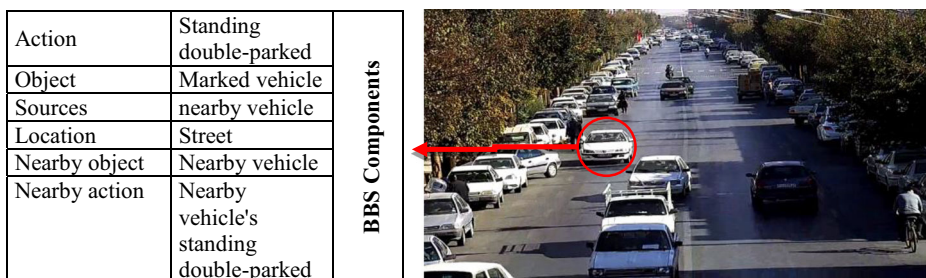 Action
Standing
double-parked
Object
Marked vehicle
Sources
nearby vehicle
Location
Street
Nearby object
Nearby vehicle
Nearby action
Nearby
vehicle's
standing
double-parked
BBS Components